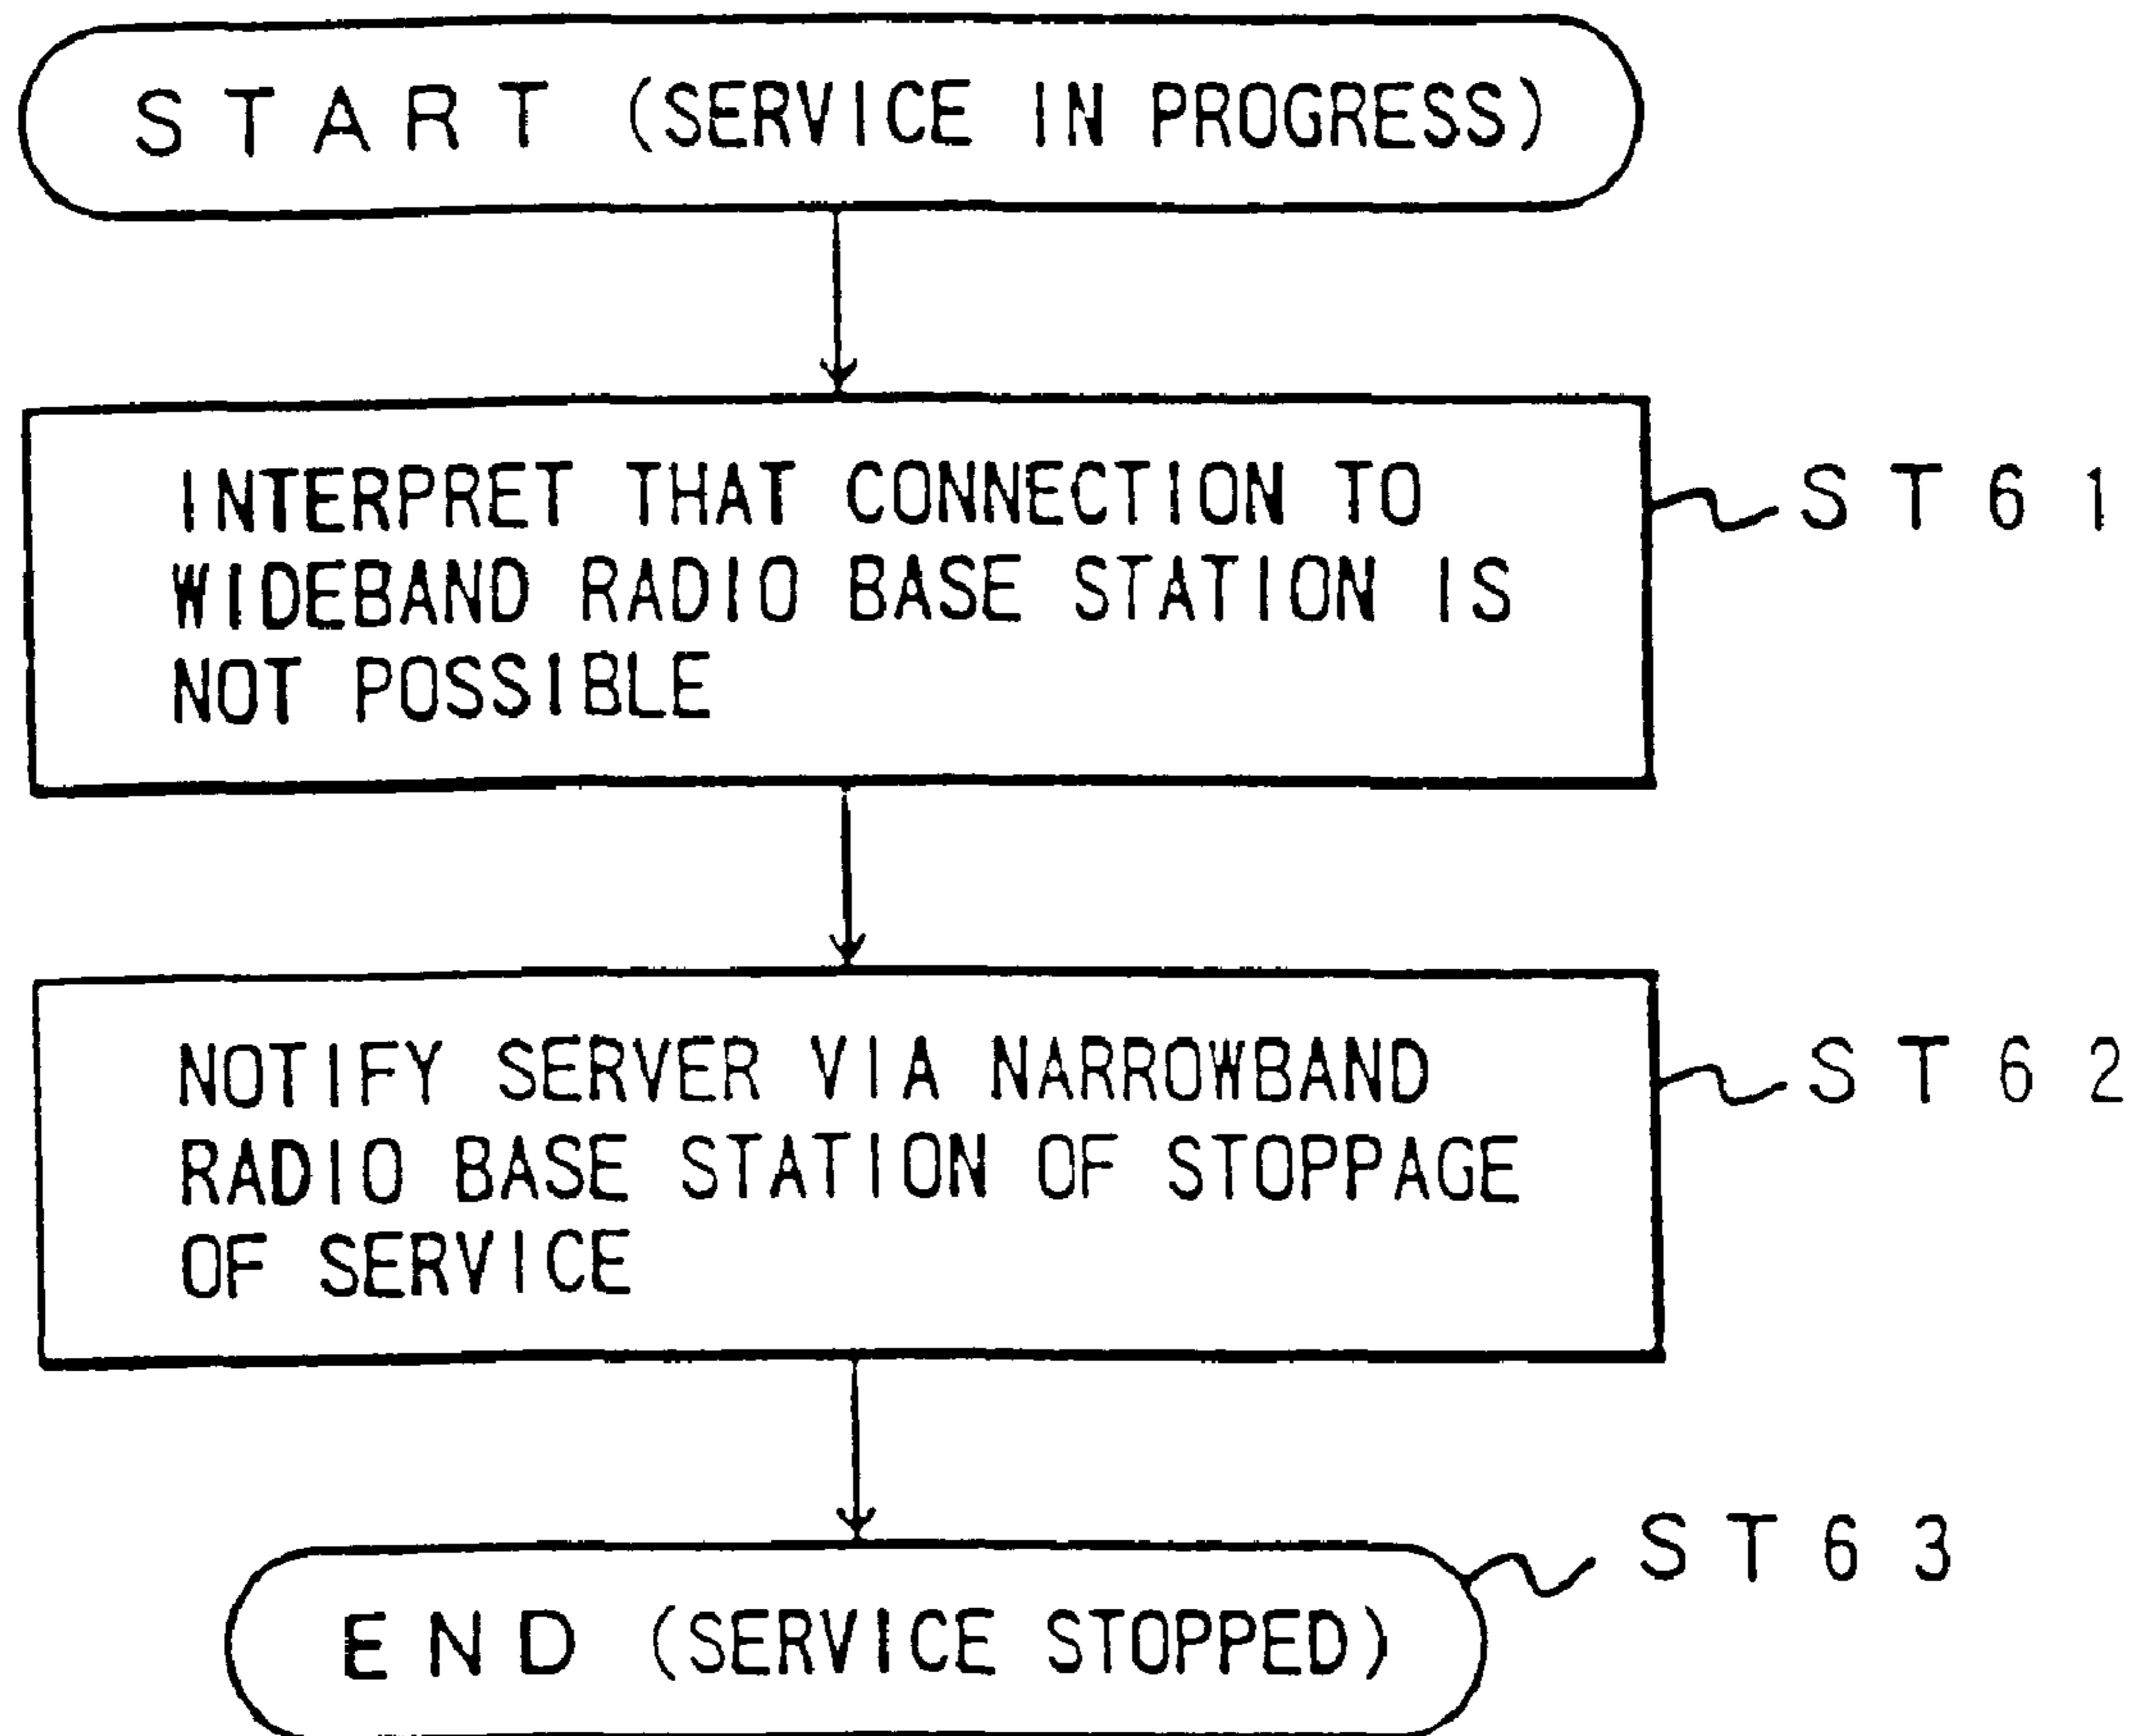 START (SERVICE IN PROGRESS)
INTERPRET THAT CONNECTION TO
WIDEBAND RADIO BASE STATION IS
NOT POSSIBLE
ST61
NOTIFY SERVER VIA NARROWBAND
RADIO BASE STATION OF STOPPAGE
OF SERVICE
ST62
END (SERVICE STOPPED)
ST63